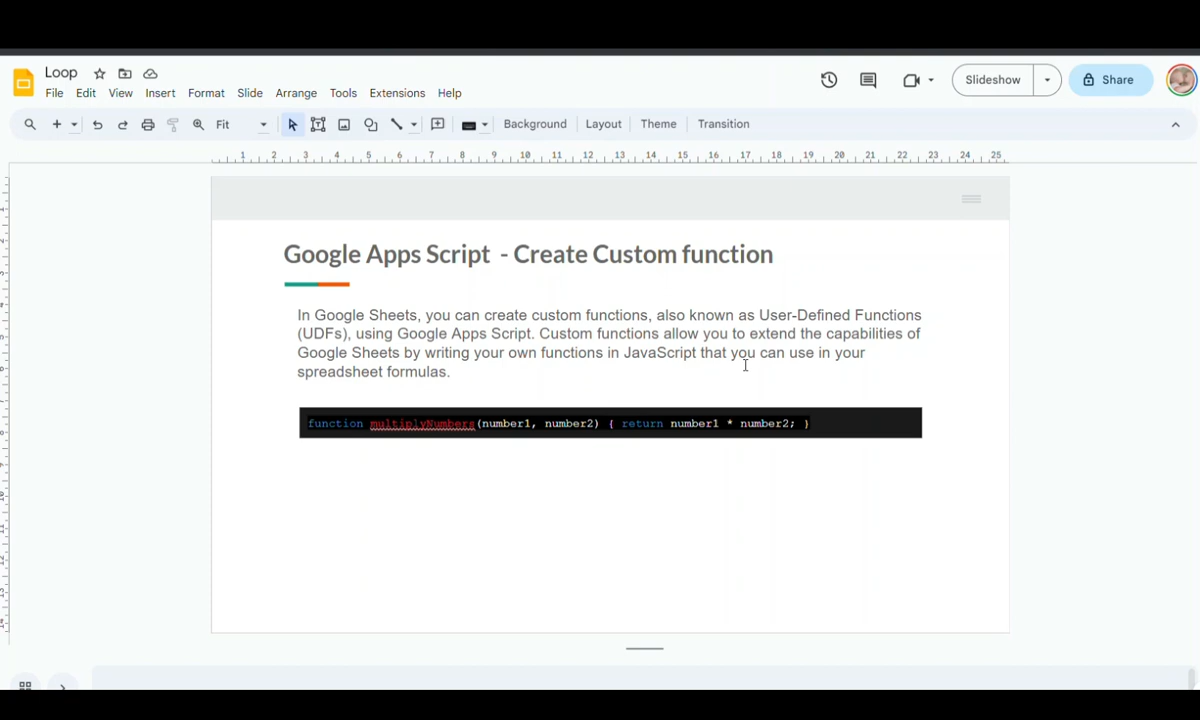 Loop
File Edit View Insert Format Slide Arrange Tools Extensions Help
Slideshow
Share
Fit
Background Layout Theme Transition
1 2 3 4 5 6 7 8 9 10 11 12 13 14 15 16 17 18 19 20 21 22 23 24 25
Google Apps Script - Create Custom function
In Google Sheets, you can create custom functions, also known as User-Defined Functions
(UDFs), using Google Apps Script. Custom functions allow you to extend the capabilities of
Google Sheets by writing your own functions in JavaScript that you can use in your
spreadsheet formulas.
function multiplyNumbers(number1, number2) { return number1 * number2; }